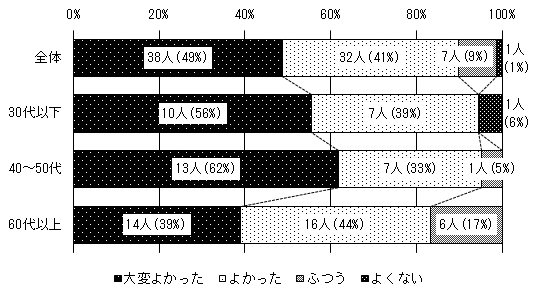 0% 20% 40% 60% 80% 100%
全体 38人(49%) 32人(41%) 7人(9%) 1人(1%)
30代以下 10人(56%) 7人(39%) 1人(6%)
40～50代 13人(62%) 7人(33%) 1人(5%)
60代以上 14人(39%) 16人(44%) 6人(17%)
大変よかった よかった ふつう よくない